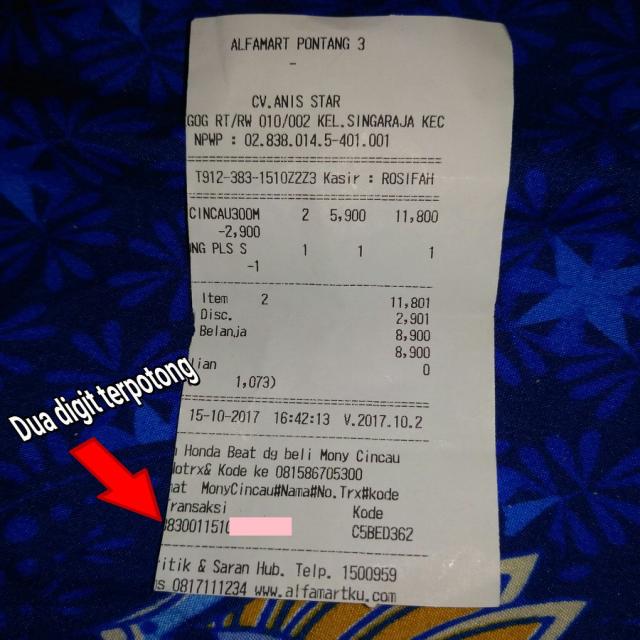 ALFAMART PONTANG 3
-
CV.ANIS STAR
GOG RT/RW 010/002 KEL.SINGARAJA KEC
NPWP : 02.838.014.5-401.001
T912-383-1510ZZZ3 Kasir : ROSIFAH
CINCAU300M 2 5,900 11,800
-2,900
NG PLS S 1 1 1
-1
Item 2 11,801
Disc. 2,901
Belanja 8,900
8,900
lian 0
1,073)
15-10-2017 16:42:13 V.2017.10.2
Honda Beat dg beli Mony Cincau
otrx& Kode ke 081586705300
at MonyCincau#Nama#No.Trx#kode
ransaksi Kode
830011510 C5BED362
ritik & Saran Hub. Telp. 1500959
s 0817111234 www.alfamartku.com
Dua digit terpotong